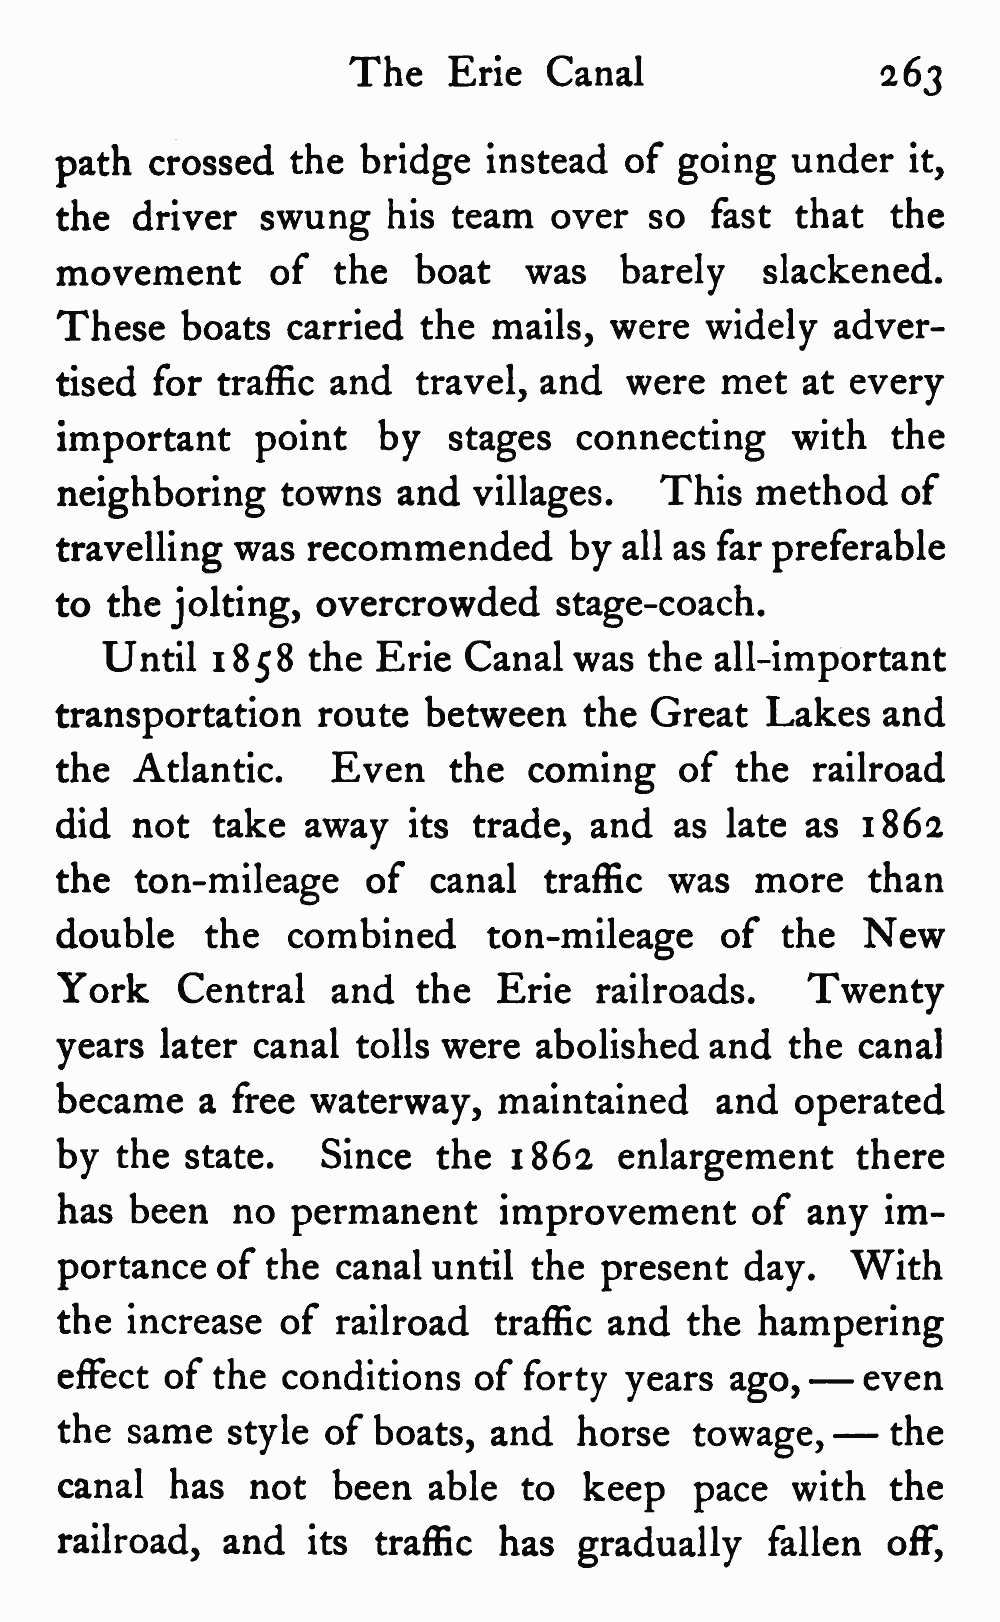 The Erie Canal 263
path crossed the bridge instead of going under it,
the driver swung his team over so fast that the
movement of the boat was barely slackened.
These boats carried the mails, were widely adver-
tised for traffic and travel, and were met at every
important point by stages connecting with the
neighboring towns and villages. This method of
travelling was recommended by all as far preferable
to the jolting, overcrowded stage-coach.
Until 1858 the Erie Canal was the all-important
transportation route between the Great Lakes and
the Atlantic. Even the coming of the railroad
did not take away its trade, and as late as 1862
the ton-mileage of canal traffic was more than
double the combined ton-mileage of the New
York Central and the Erie railroads. Twenty
years later canal tolls were abolished and the canal
became a free waterway, maintained and operated
by the state. Since the 1862 enlargement there
has been no permanent improvement of any im-
portance of the canal until the present day. With
the increase of railroad traffic and the hampering
effect of the conditions of forty years ago, — even
the same style of boats, and horse towage, — the
canal has not been able to keep pace with the
railroad, and its traffic has gradually fallen off,